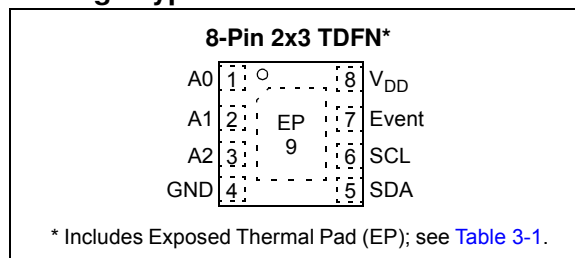 8-Pin 2x3 TDFN*
A0 1 8 VDD
A1 2 EP 7 Event
A2 3 9 6 SCL
GND 4 5 SDA
* Includes Exposed Thermal Pad (EP); see Table 3-1.